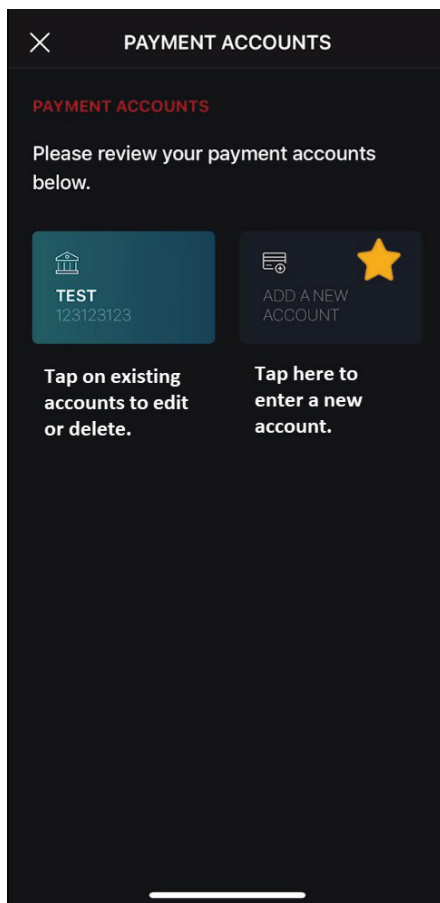 PAYMENT ACCOUNTS
PAYMENT ACCOUNTS
Please review your payment accounts
below.
TEST
123123123
ADD A NEW
ACCOUNT
Tap on existing
accounts to edit
or delete.
Tap here to
enter a new
account.